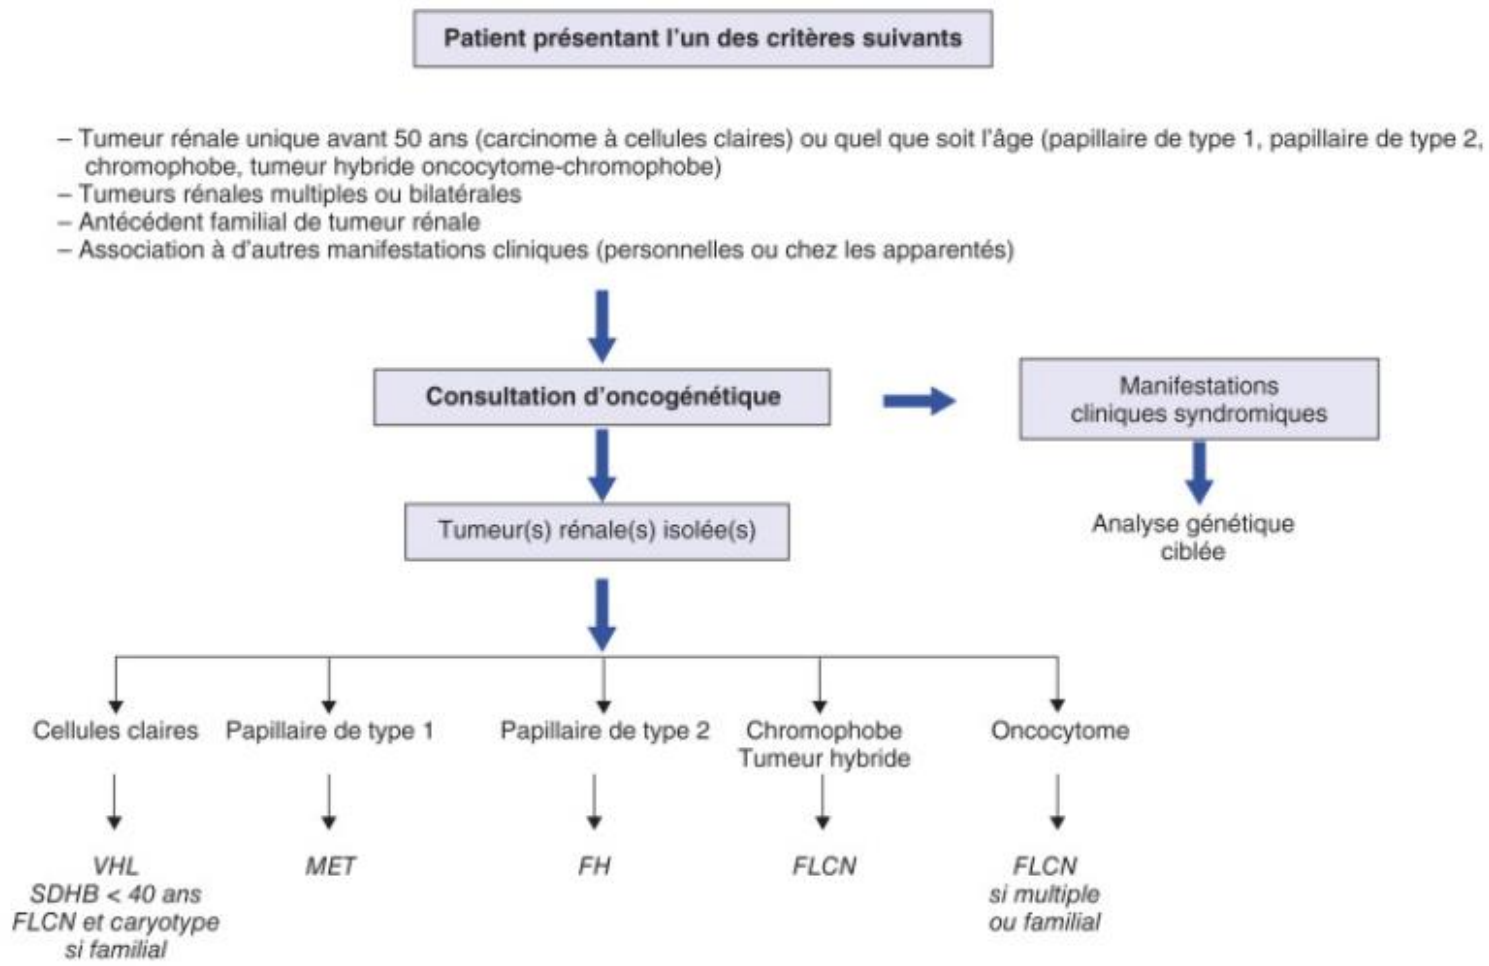 Patient présentant l'un des critères suivants
– Tumeur rénale unique avant 50 ans (carcinome à cellules claires) ou quel que soit l'âge (papillaire de type 1, papillaire de type 2,
chromophobe, tumeur hybride oncocytome-chromophobe)
– Tumeurs rénales multiples ou bilatérales
– Antécédent familial de tumeur rénale
– Association à d'autres manifestations cliniques (personnelles ou chez les apparentés)
Consultation d'oncogénétique
Manifestations
cliniques syndromiques
Tumeur(s) rénale(s) isolée(s)
Analyse génétique
ciblée
Cellules claires
Papillaire de type 1
Papillaire de type 2
Chromophobe
Tumeur hybride
Oncocytome
VHL
SDHB < 40 ans
FLCN et caryotype
si familial
MET
FH
FLCN
FLCN
si multiple
ou familial